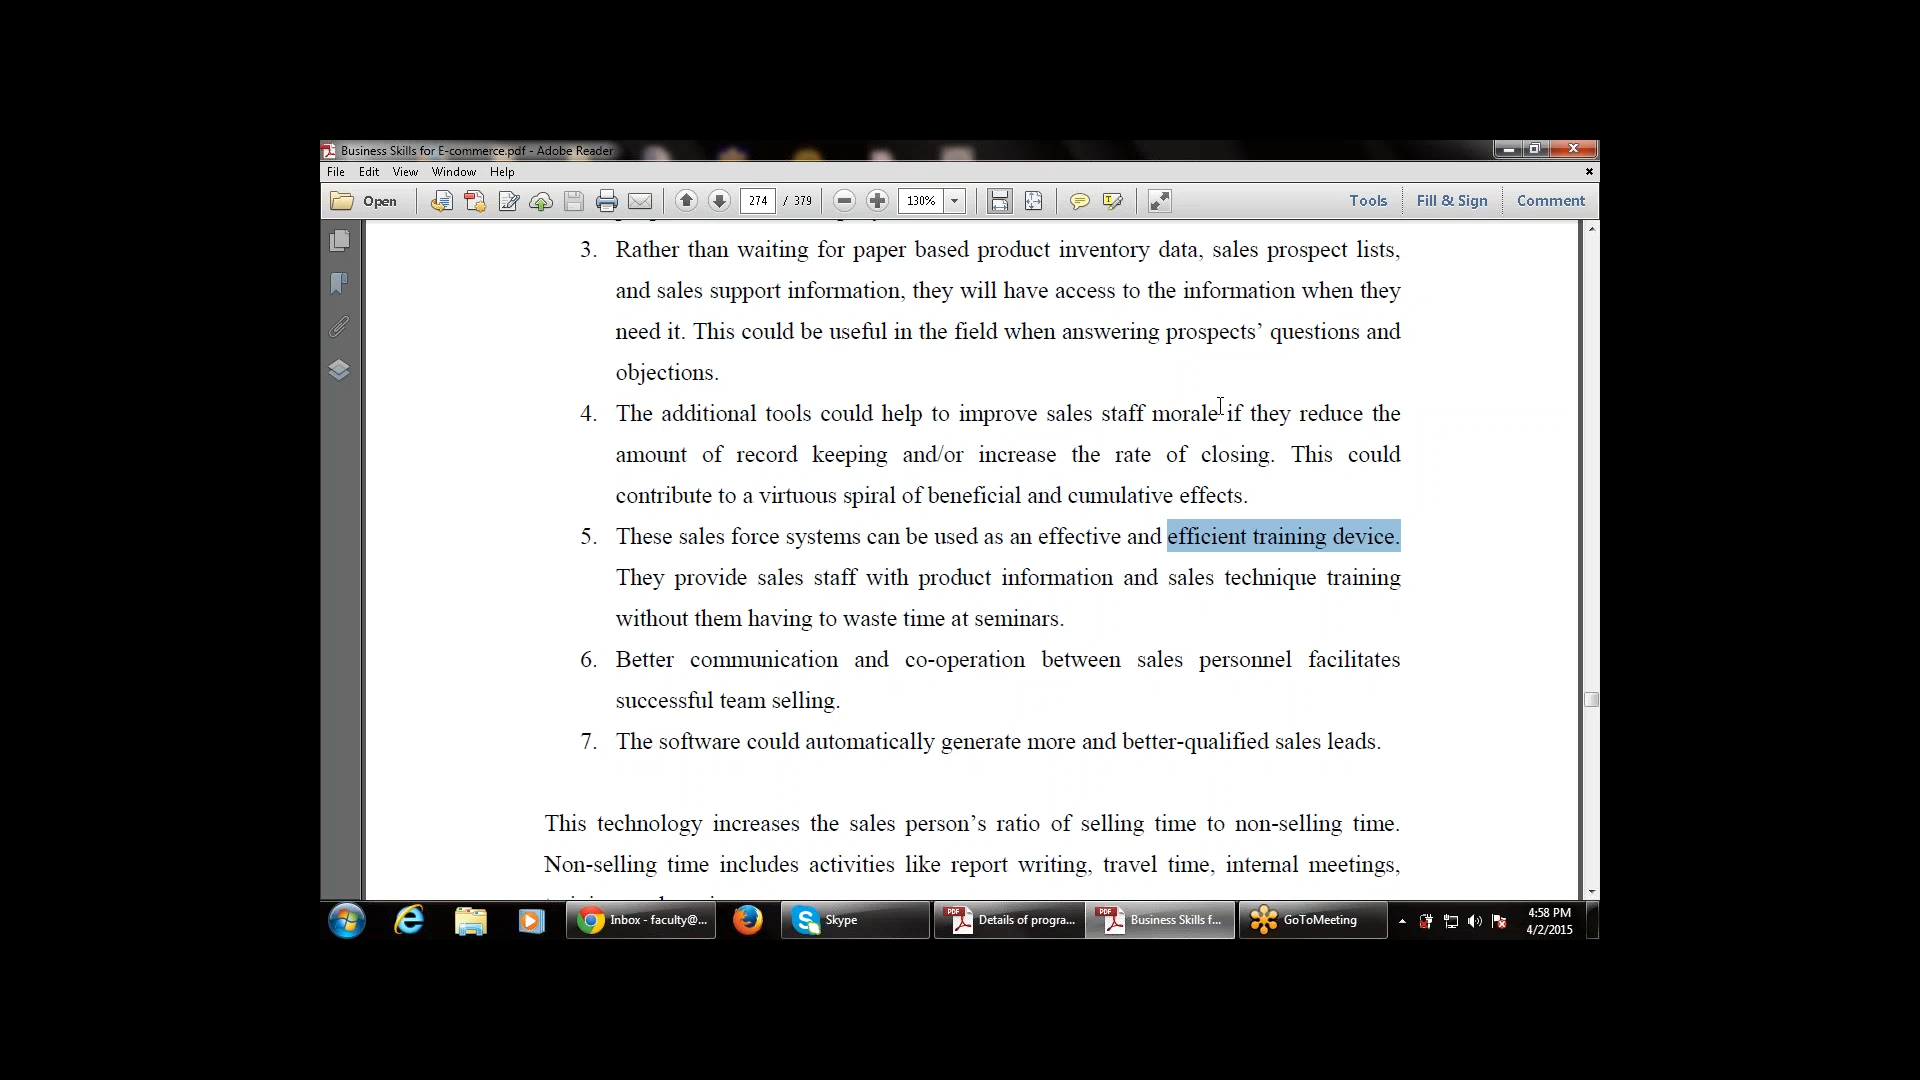 Business Skills for E-commerce.pdf - Adobe Reader
File Edit View Window Help
Open 274 / 379 130% Tools Fill & Sign Comment
3. Rather than waiting for paper based product inventory data, sales prospect lists,
and sales support information, they will have access to the information when they
need it. This could be useful in the field when answering prospects’ questions and
objections.
4. The additional tools could help to improve sales staff morale if they reduce the
amount of record keeping and/or increase the rate of closing. This could
contribute to a virtuous spiral of beneficial and cumulative effects.
5. These sales force systems can be used as an effective and efficient training device.
They provide sales staff with product information and sales technique training
without them having to waste time at seminars.
6. Better communication and co-operation between sales personnel facilitates
successful team selling.
7. The software could automatically generate more and better-qualified sales leads.
This technology increases the sales person’s ratio of selling time to non-selling time.
Non-selling time includes activities like report writing, travel time, internal meetings,
Inbox - faculty@... Skype Details of progra... Business Skills f... GoToMeeting 4:58 PM
4/2/2015